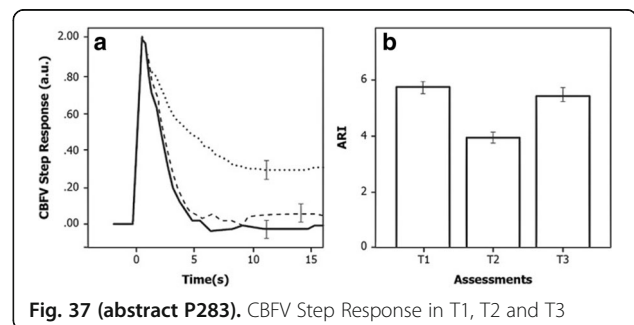 a
b
CBFV Step Response (a.u.)
2.00
.80
.60
.40
.20
.00
0
5
10
15
Time(s)
ARI
6
4
2
0
T1
T2
T3
Assessments
Fig. 37 (abstract P283). CBFV Step Response in T1, T2 and T3